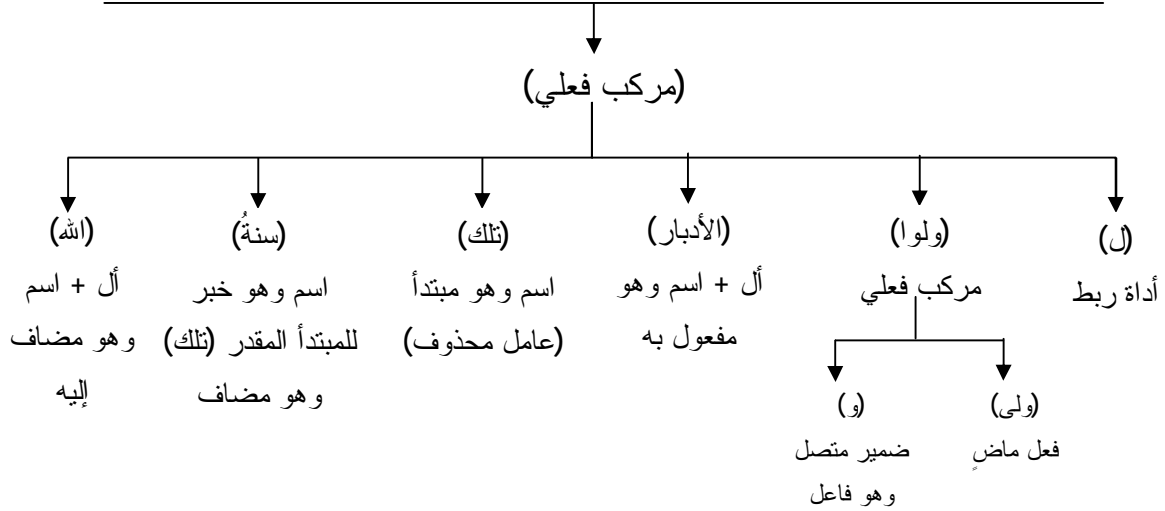 (مركب فعلي)
(ل) (ولوا) (الأدبار) (تلك) (سنةُ) (الله)
أداة ربط مركب فعلي أل + اسم وهو اسم وهو مبتدأ اسم وهو خبر أل + اسم
مفعول به (عامل محذوف) للمبتدأ المقدر (تلك) وهو مضاف
وهو مضاف إليه
(ولى) (و)
فعل ماضٍ ضمير متصل
وهو فاعل